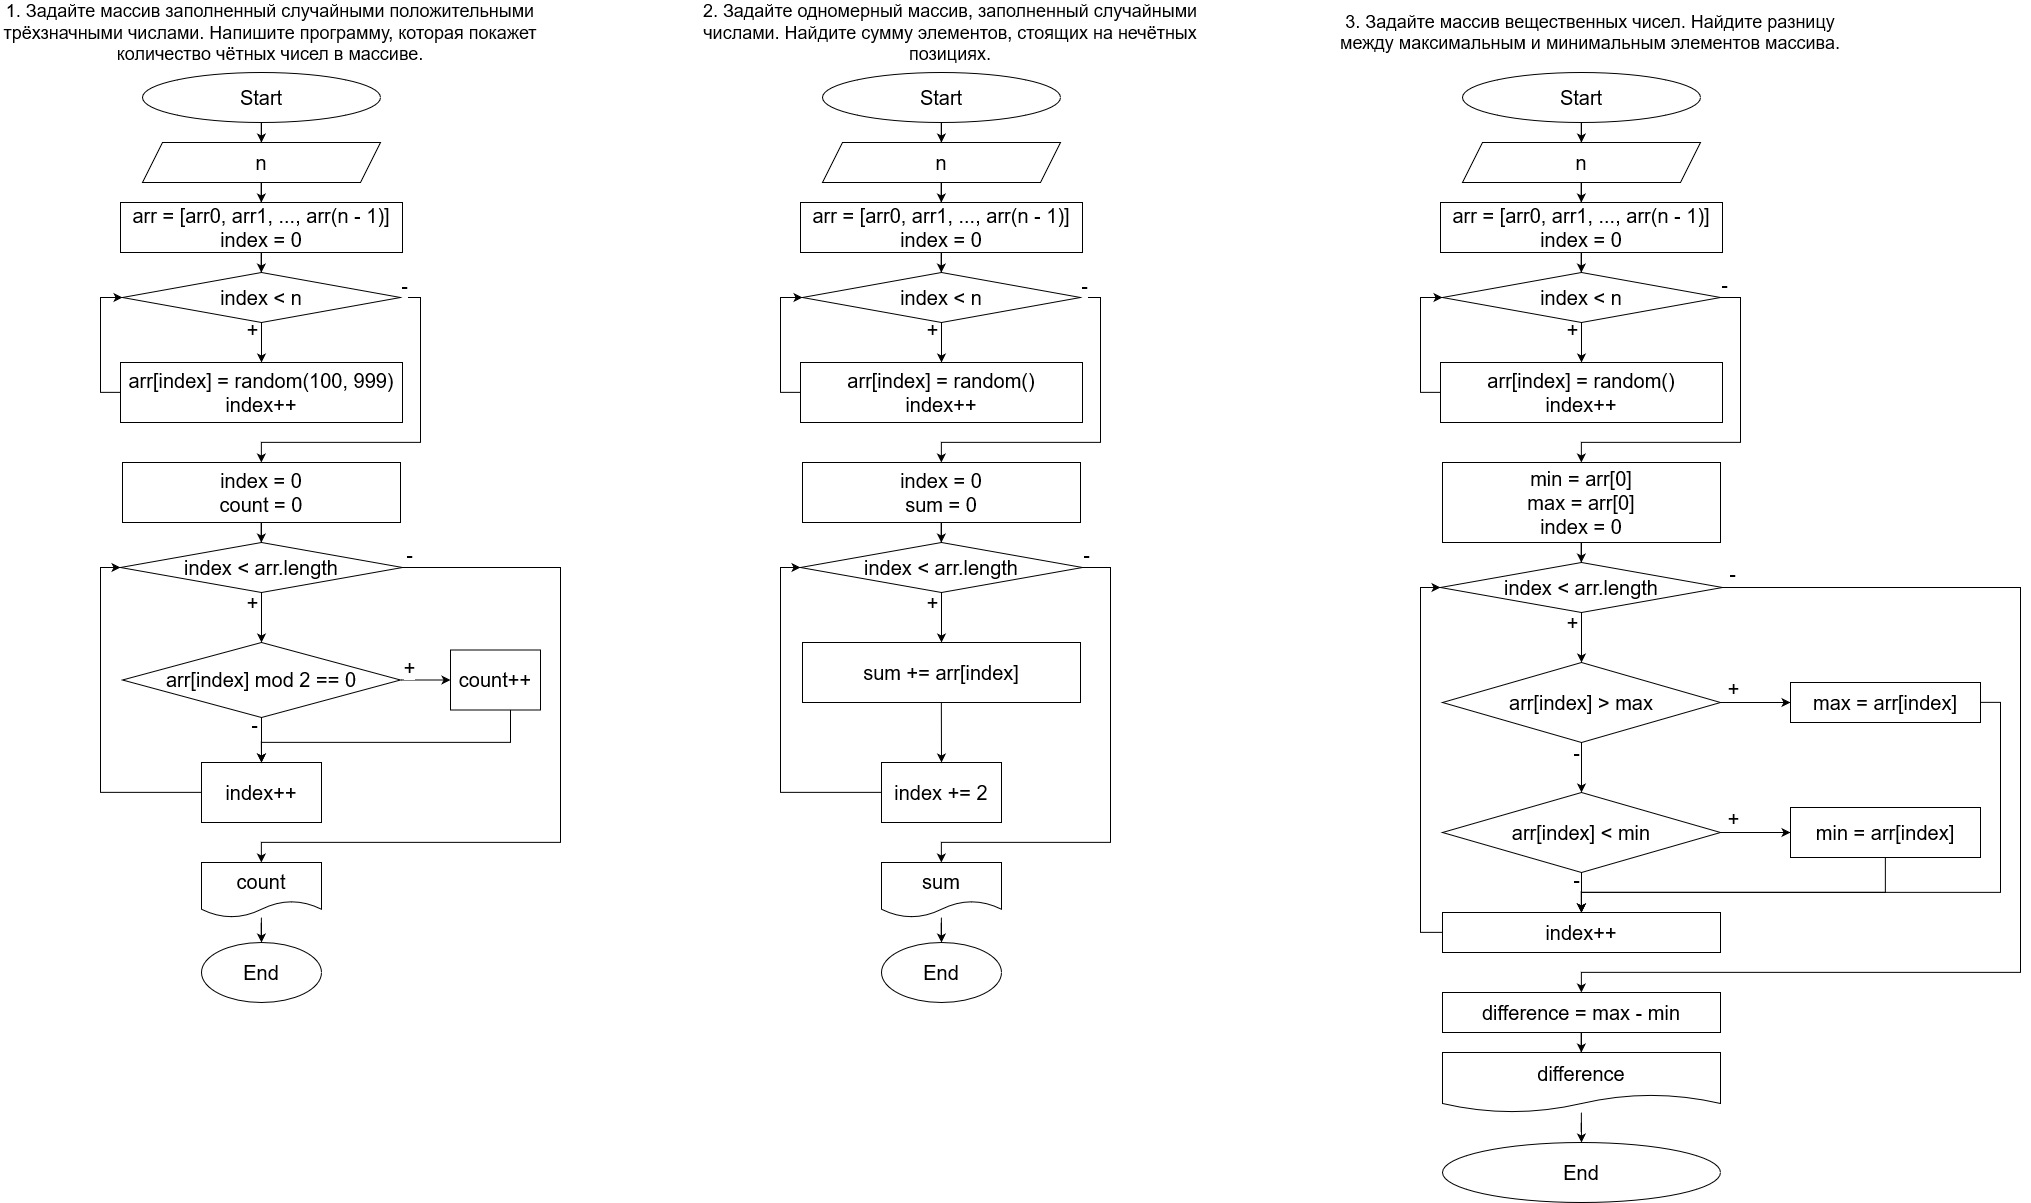 1. Задайте массив заполненный случайными положительными
трёхзначными числами. Напишите программу, которая покажет
количество чётных чисел в массиве.
Start
n
arr = [arr0, arr1, ..., arr(n - 1)]
index = 0
index < n
-
+
arr[index] = random(100, 999)
index++
index = 0
count = 0
index < arr.length
-
+
arr[index] mod 2 == 0
+
count++
-
index++
count
End
2. Задайте одномерный массив, заполненный случайными
числами. Найдите сумму элементов, стоящих на нечётных
позициях.
Start
n
arr = [arr0, arr1, ..., arr(n - 1)]
index = 0
index < n
-
+
arr[index] = random()
index++
index = 0
sum = 0
index < arr.length
-
+
sum += arr[index]
index += 2
sum
End
3. Задайте массив вещественных чисел. Найдите разницу
между максимальным и минимальным элементов массива.
Start
n
arr = [arr0, arr1, ..., arr(n - 1)]
index = 0
index < n
-
+
arr[index] = random()
index++
min = arr[0]
max = arr[0]
index = 0
index < arr.length
-
+
arr[index] > max
+
max = arr[index]
-
arr[index] < min
+
min = arr[index]
-
index++
difference = max - min
difference
End